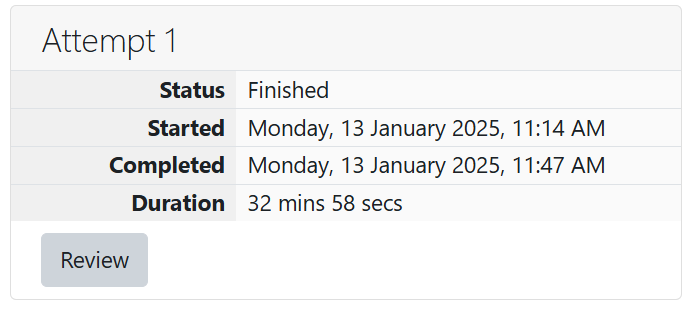 Attempt 1
Status Finished
Started Monday, 13 January 2025, 11:14 AM
Completed Monday, 13 January 2025, 11:47 AM
Duration 32 mins 58 secs
Review